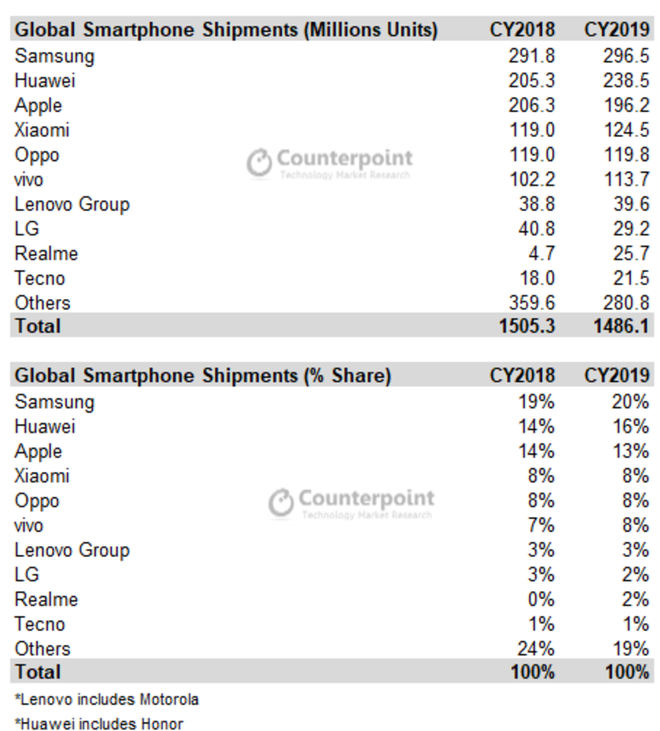 Global Smartphone Shipments (Millions Units) CY2018 CY2019
Samsung 291.8 296.5
Huawei 205.3 238.5
Apple 206.3 196.2
Xiaomi 119.0 124.5
Oppo 119.0 119.8
vivo 102.2 113.7
Lenovo Group 38.8 39.6
LG 40.8 29.2
Realme 4.7 25.7
Tecno 18.0 21.5
Others 359.6 280.8
Total 1505.3 1486.1
Counterpoint
Technology Market Research
Global Smartphone Shipments (% Share) CY2018 CY2019
Samsung 19% 20%
Huawei 14% 16%
Apple 14% 13%
Xiaomi 8% 8%
Oppo 8% 8%
vivo 7% 8%
Lenovo Group 3% 3%
LG 3% 2%
Realme 0% 2%
Tecno 1% 1%
Others 24% 19%
Total 100% 100%
Counterpoint
Technology Market Research
*Lenovo includes Motorola
*Huawei includes Honor